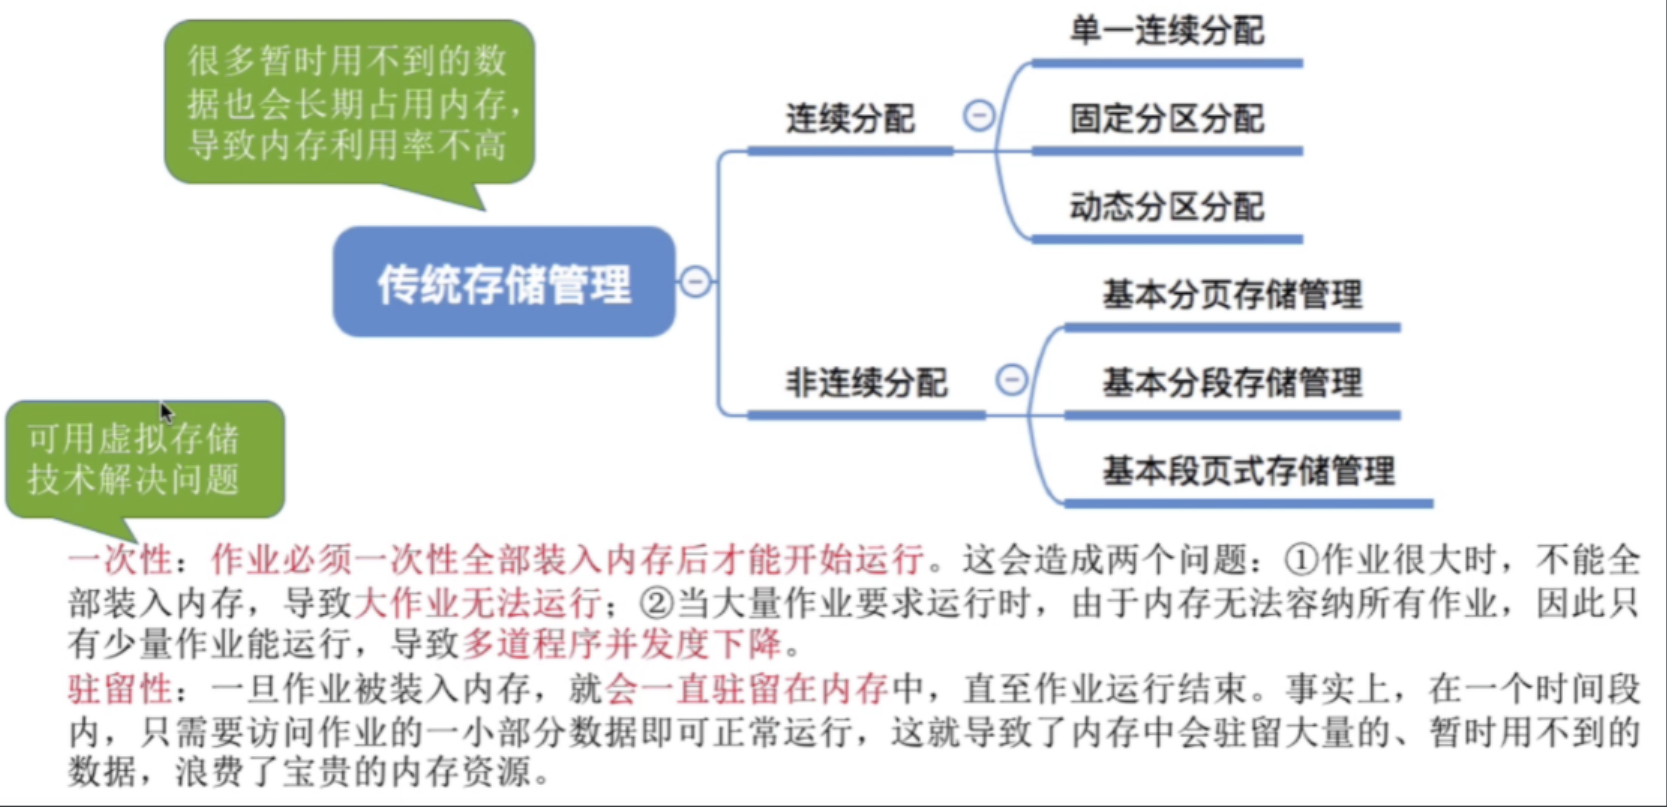 很多暂时用不到的数
据也会长期占用内存，
导致内存利用率不高
传统存储管理
连续分配
单一连续分配
固定分区分配
动态分区分配
非连续分配
基本分页存储管理
基本分段存储管理
基本段页式存储管理
可用虚拟存储
技术解决问题
一次性：作业必须一次性全部装入内存后才能开始运行。这会造成两个问题：①作业很大时，不能全
部装入内存，导致大作业无法运行；②当大量作业要求运行时，由于内存无法容纳所有作业，因此只
有少量作业能运行，导致多道程序并发度下降。
驻留性：一旦作业被装入内存，就会一直驻留在内存中，直至作业运行结束。事实上，在一个时间段
内，只需要访问作业的一小部分数据即可正常运行，这就导致了内存中会驻留大量的、暂时用不到的
数据，浪费了宝贵的内存资源。